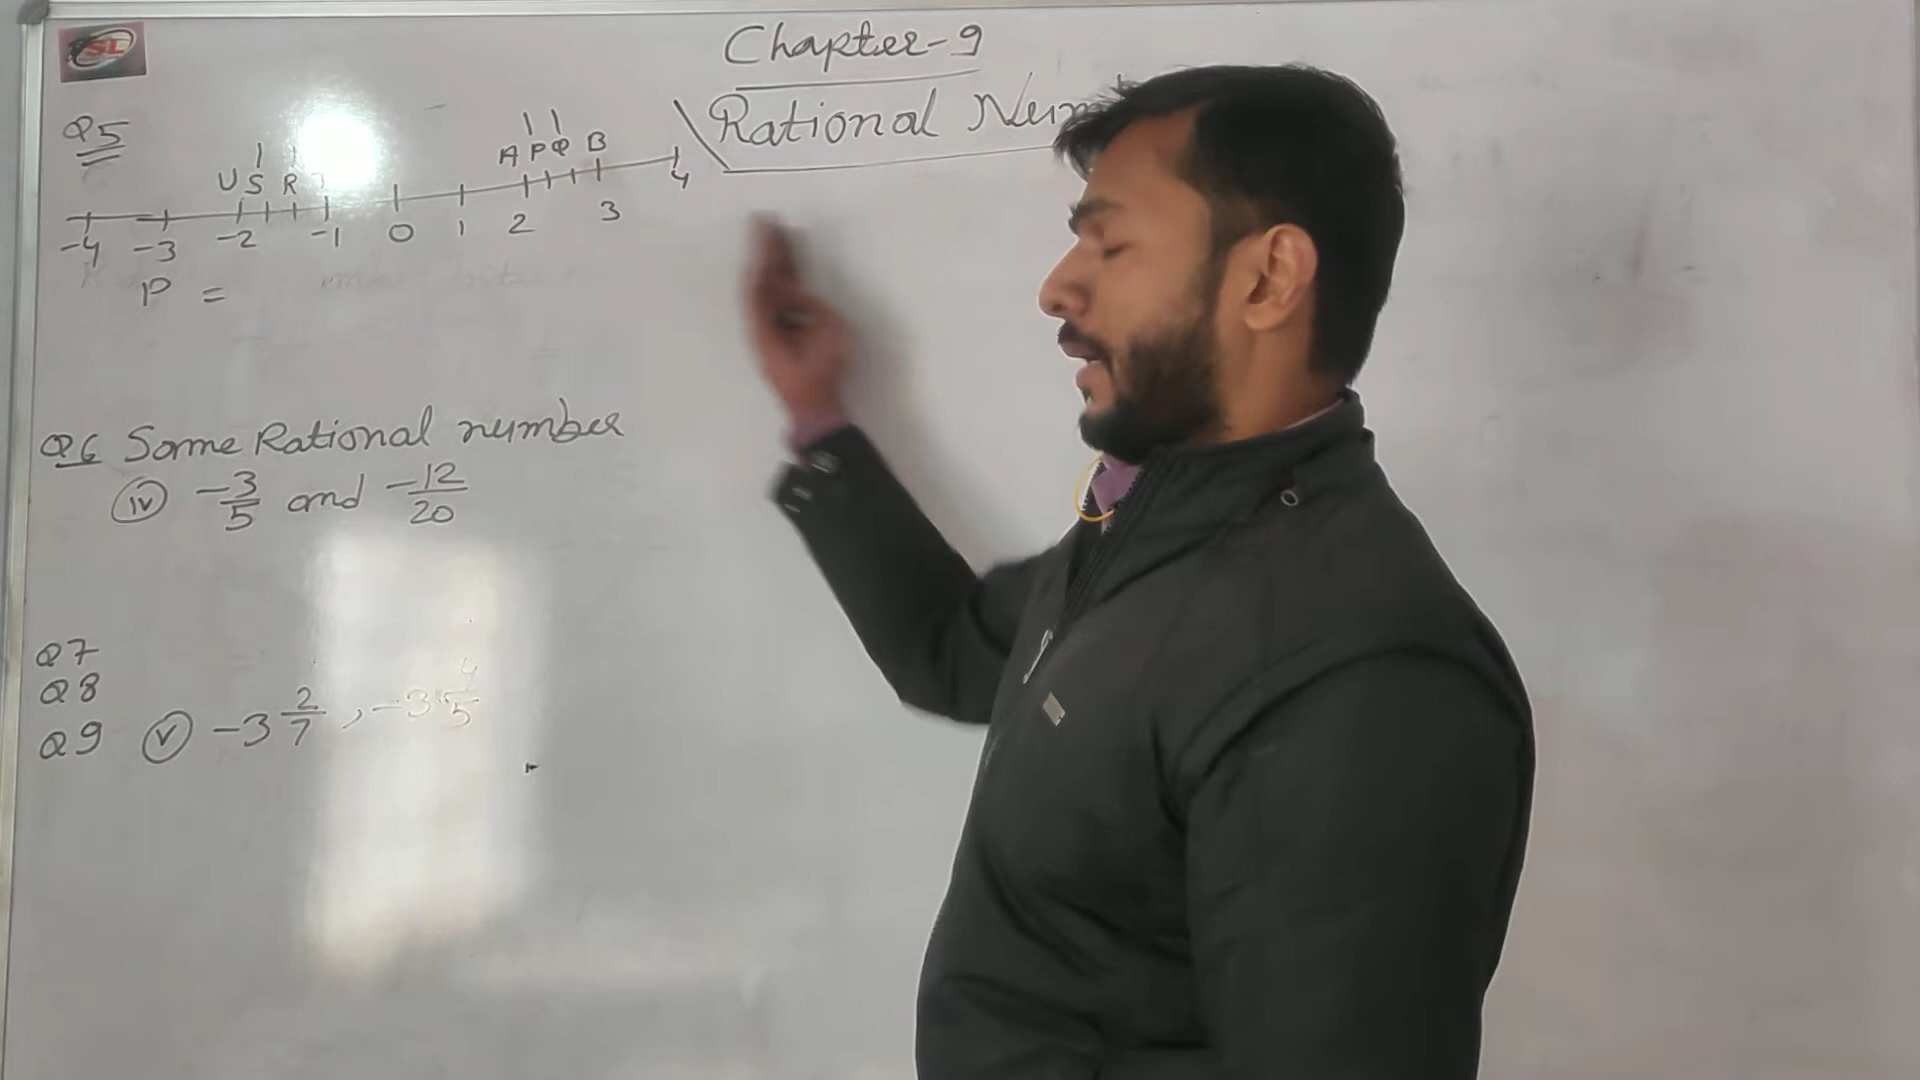 Chapter-9
Rational Num
Q5
U S R A P Q B
-4 -3 -2 -1 0 1 2 3 4
P =
Q6 Same Rational number
(iv) -3/5 and -12/20
Q7
Q8
Q9 (v) -3 2/7, -3 4/5